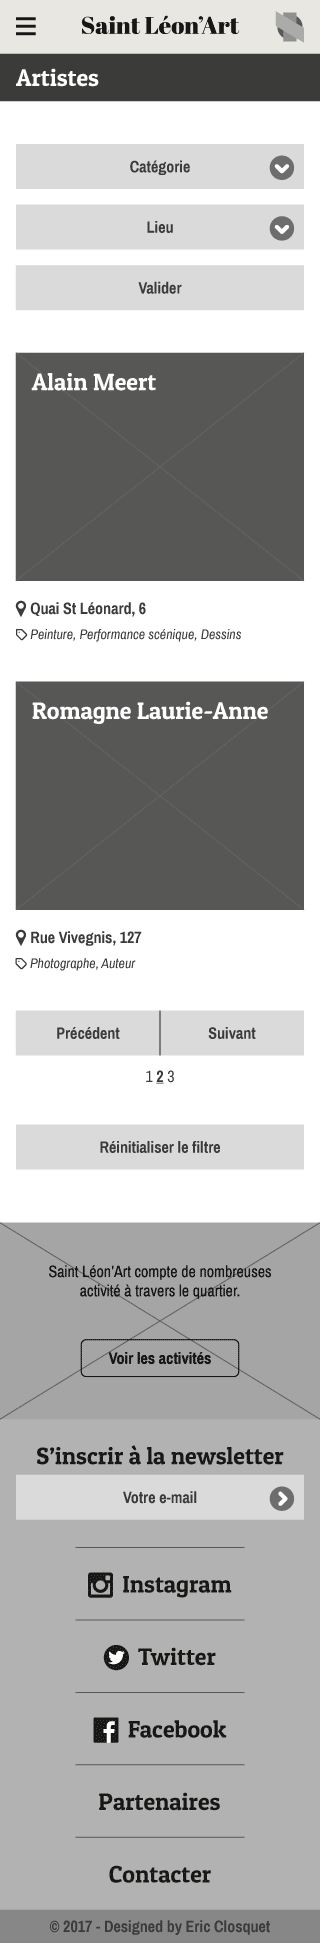 Saint Léon'Art
Artistes
Catégorie
Lieu
Valider
Alain Meert
Quai St Léonard, 6
Peinture, Performance scénique, Dessins
Romagne Laurie-Anne
Rue Vivegnis, 127
Photographe, Auteur
Précédent Suivant
1 2 3
Réinitialiser le filtre
Saint Léon'Art compte de nombreuses
activité à travers le quartier.
Voir les activités
S'inscrir à la newsletter
Votre e-mail
Instagram
Twitter
Facebook
Partenaires
Contacter
© 2017 - Designed by Eric Closquet